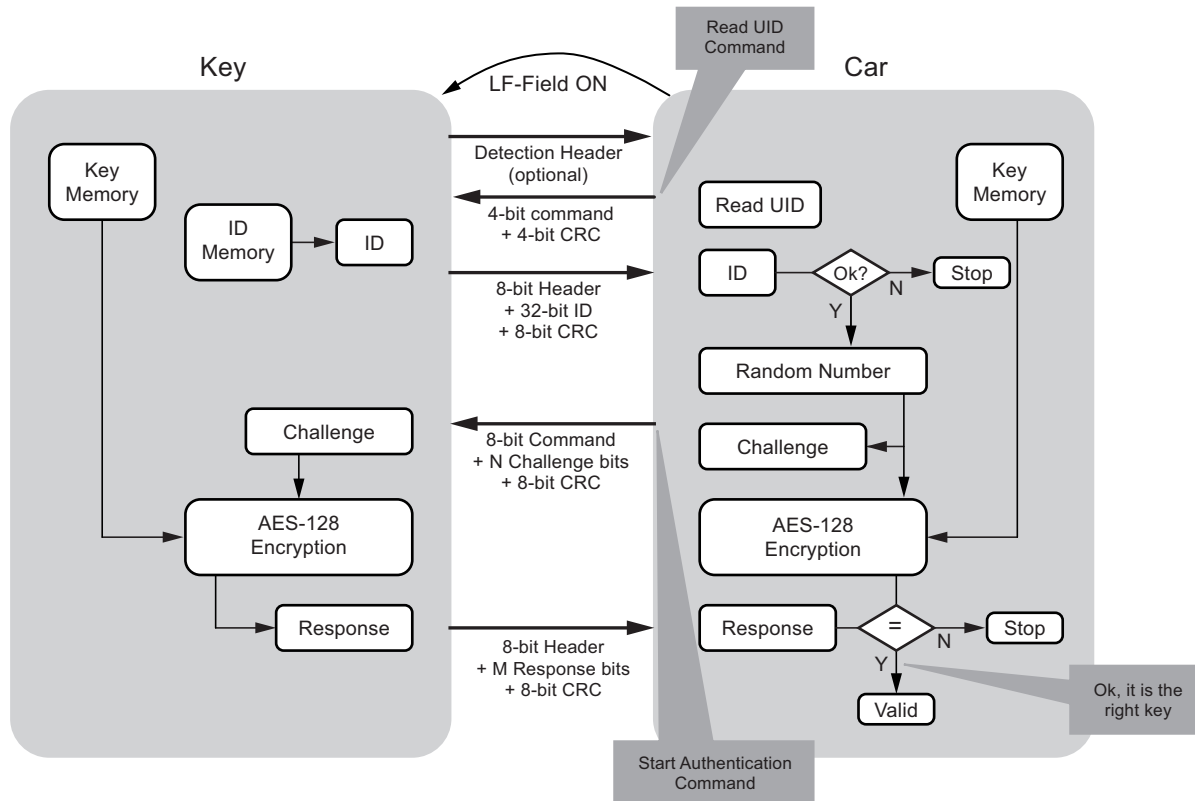 Read UID
Command
Key
Car
LF-Field ON
Detection Header
(optional)
Key
Memory
Key
Memory
4-bit command
+ 4-bit CRC
Read UID
ID
Memory
ID
ID
Ok?
N
Stop
Y
8-bit Header
+ 32-bit ID
+ 8-bit CRC
Random Number
Challenge
8-bit Command
+ N Challenge bits
+ 8-bit CRC
Challenge
AES-128
Encryption
AES-128
Encryption
Response
8-bit Header
+ M Response bits
+ 8-bit CRC
Response
=
N
Stop
Y
Valid
Ok, it is the
right key
Start Authentication
Command